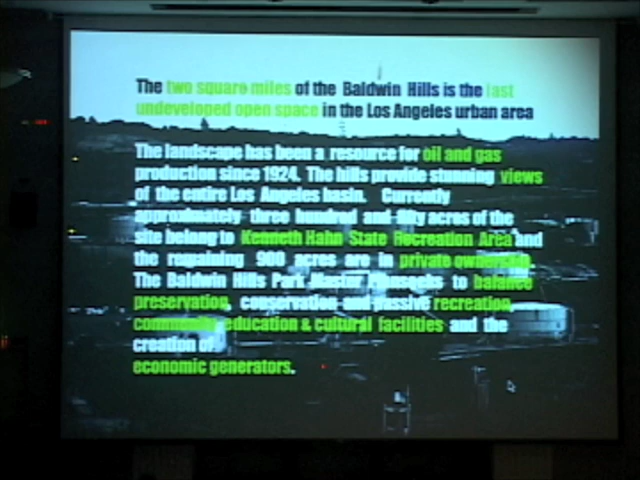 The two square miles of the Baldwin Hills is the last
undeveloped open space in the Los Angeles urban area
The landscape has been a resource for oil and gas
production since 1924. The hills provide stunning views
of the entire Los Angeles basin. Currently
approximately three hundred and fifty acres of the
site belong to Kenneth Hahn State Recreation Area and
the remaining 900 acres are in private ownership.
The Baldwin Hills Park Master Plan seeks to balance
preservation, conservation and passive recreation,
community education & cultural facilities and the
creation of
economic generators.